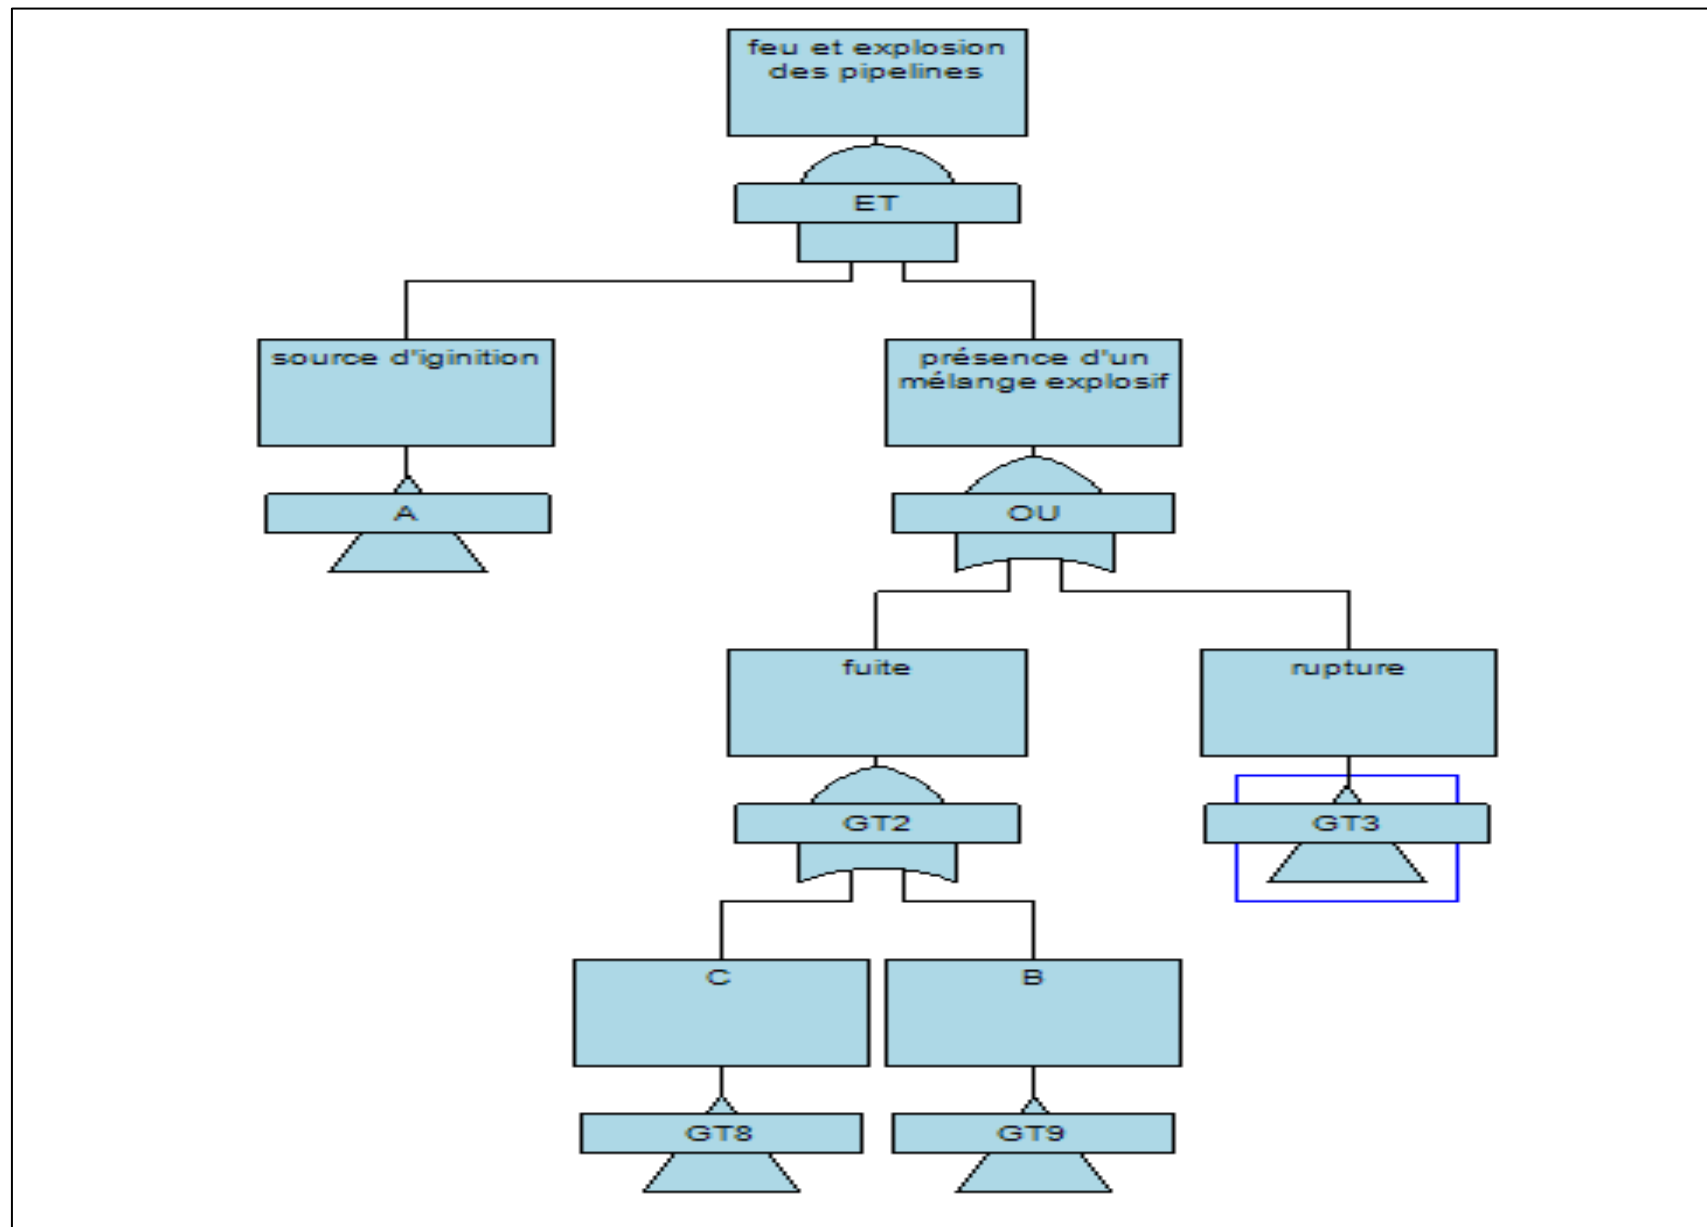 feu et explosion
des pipelines
ET
source d'iginition
présence d'un
mélange explosif
A
OU
fuite
rupture
GT2
GT3
C
B
GT8
GT9